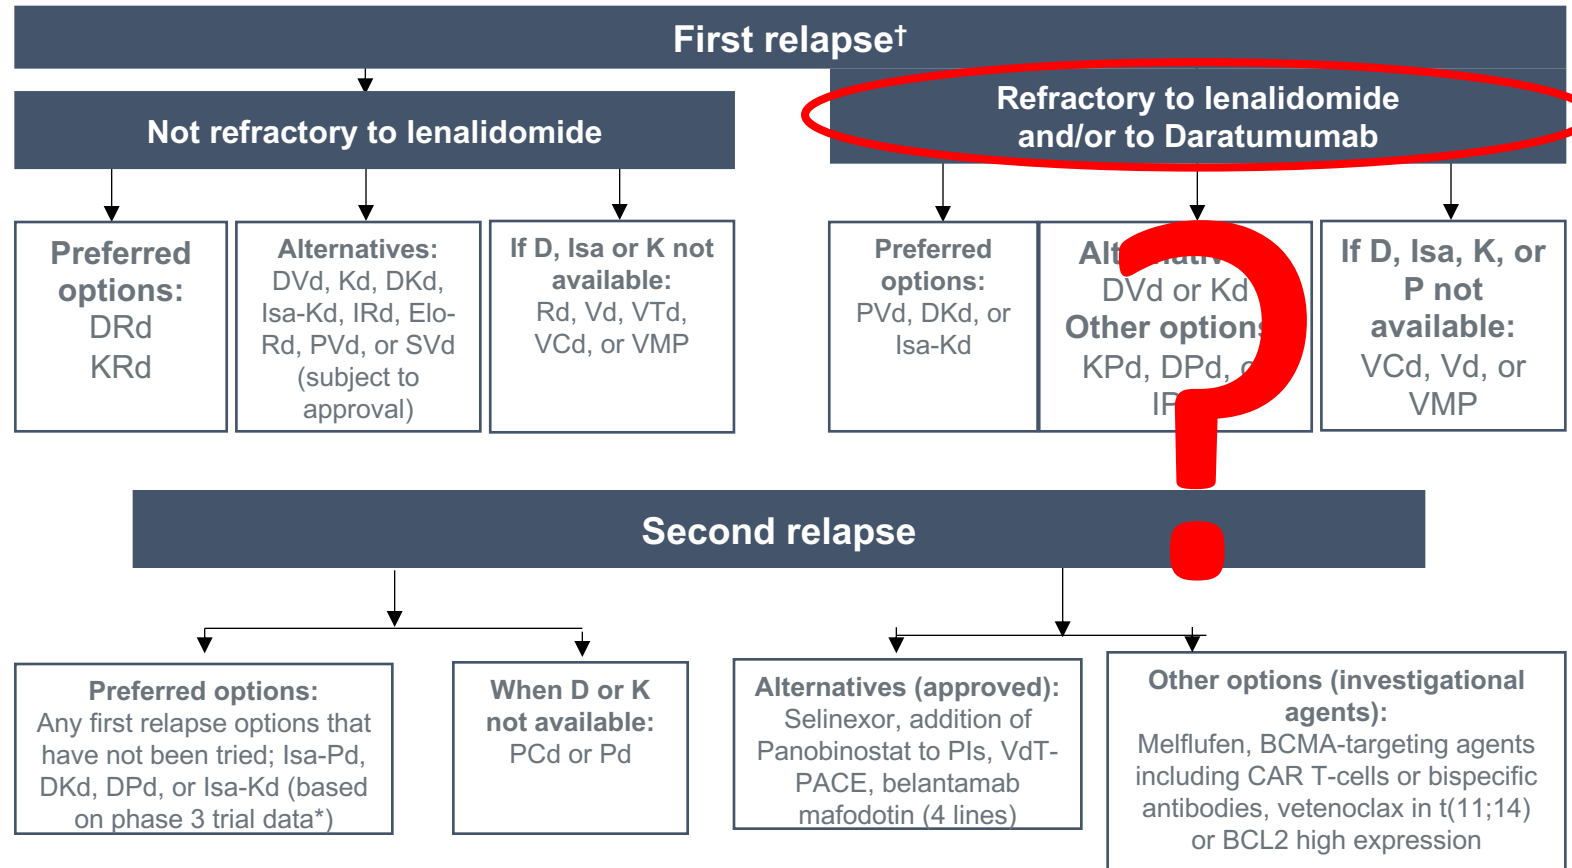 First relapse†
Not refractory to lenalidomide
Refractory to lenalidomide
and/or to Daratumumab
Preferred
options:
DRd
KRd
Alternatives:
DVd, Kd, DKd,
Isa-Kd, IRd, Elo-
Rd, PVd, or SVd
(subject to
approval)
If D, Isa or K not
available:
Rd, Vd, VTd,
VCd, or VMP
Preferred
options:
PVd, DKd, or
Isa-Kd
DVd or Kd
Other options
KPd, DPd,
If D, Isa, K, or
P not
available:
VCd, Vd, or
VMP
?
Second relapse
Preferred options:
Any first relapse options that
have not been tried; Isa-Pd,
DKd, DPd, or Isa-Kd (based
on phase 3 trial data*)
When D or K
not available:
PCd or Pd
Alternatives (approved):
Selinexor, addition of
Panobinostat to PIs, VdT-
PACE, belantamab
mafodotin (4 lines)
Other options (investigational
agents):
Melflufen, BCMA-targeting agents
including CAR T-cells or bispecific
antibodies, vetenoclax in t(11;14)
or BCL2 high expression